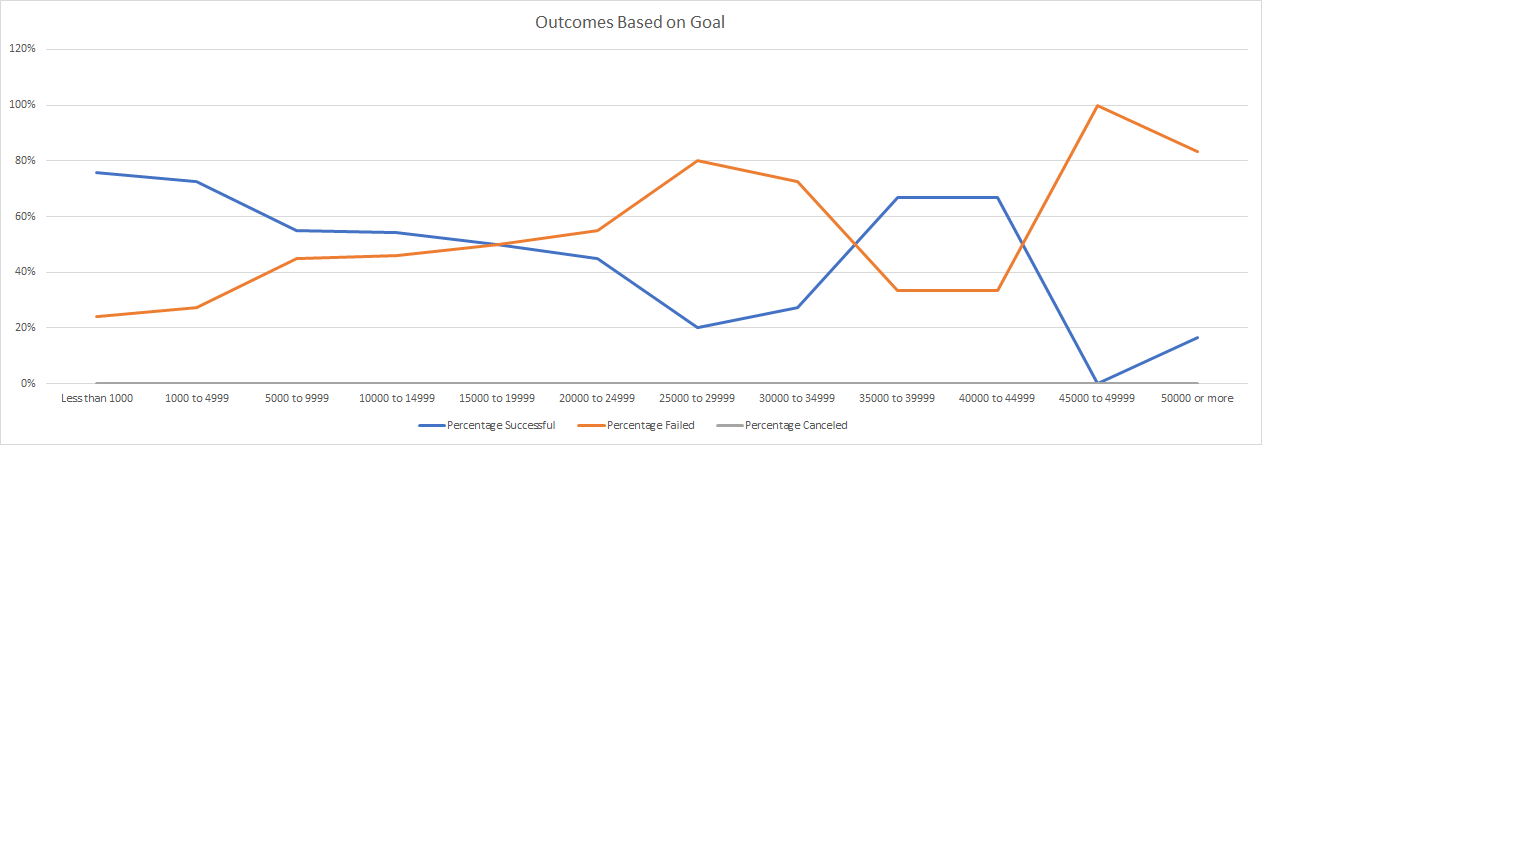 Outcomes Based on Goal
120%
100%
80%
60%
40%
20%
0%
Less than 1000 1000 to 4999 5000 to 9999 10000 to 14999 15000 to 19999 20000 to 24999 25000 to 29999 30000 to 34999 35000 to 39999 40000 to 44999 45000 to 49999 50000 or more
Percentage Successful Percentage Failed Percentage Canceled